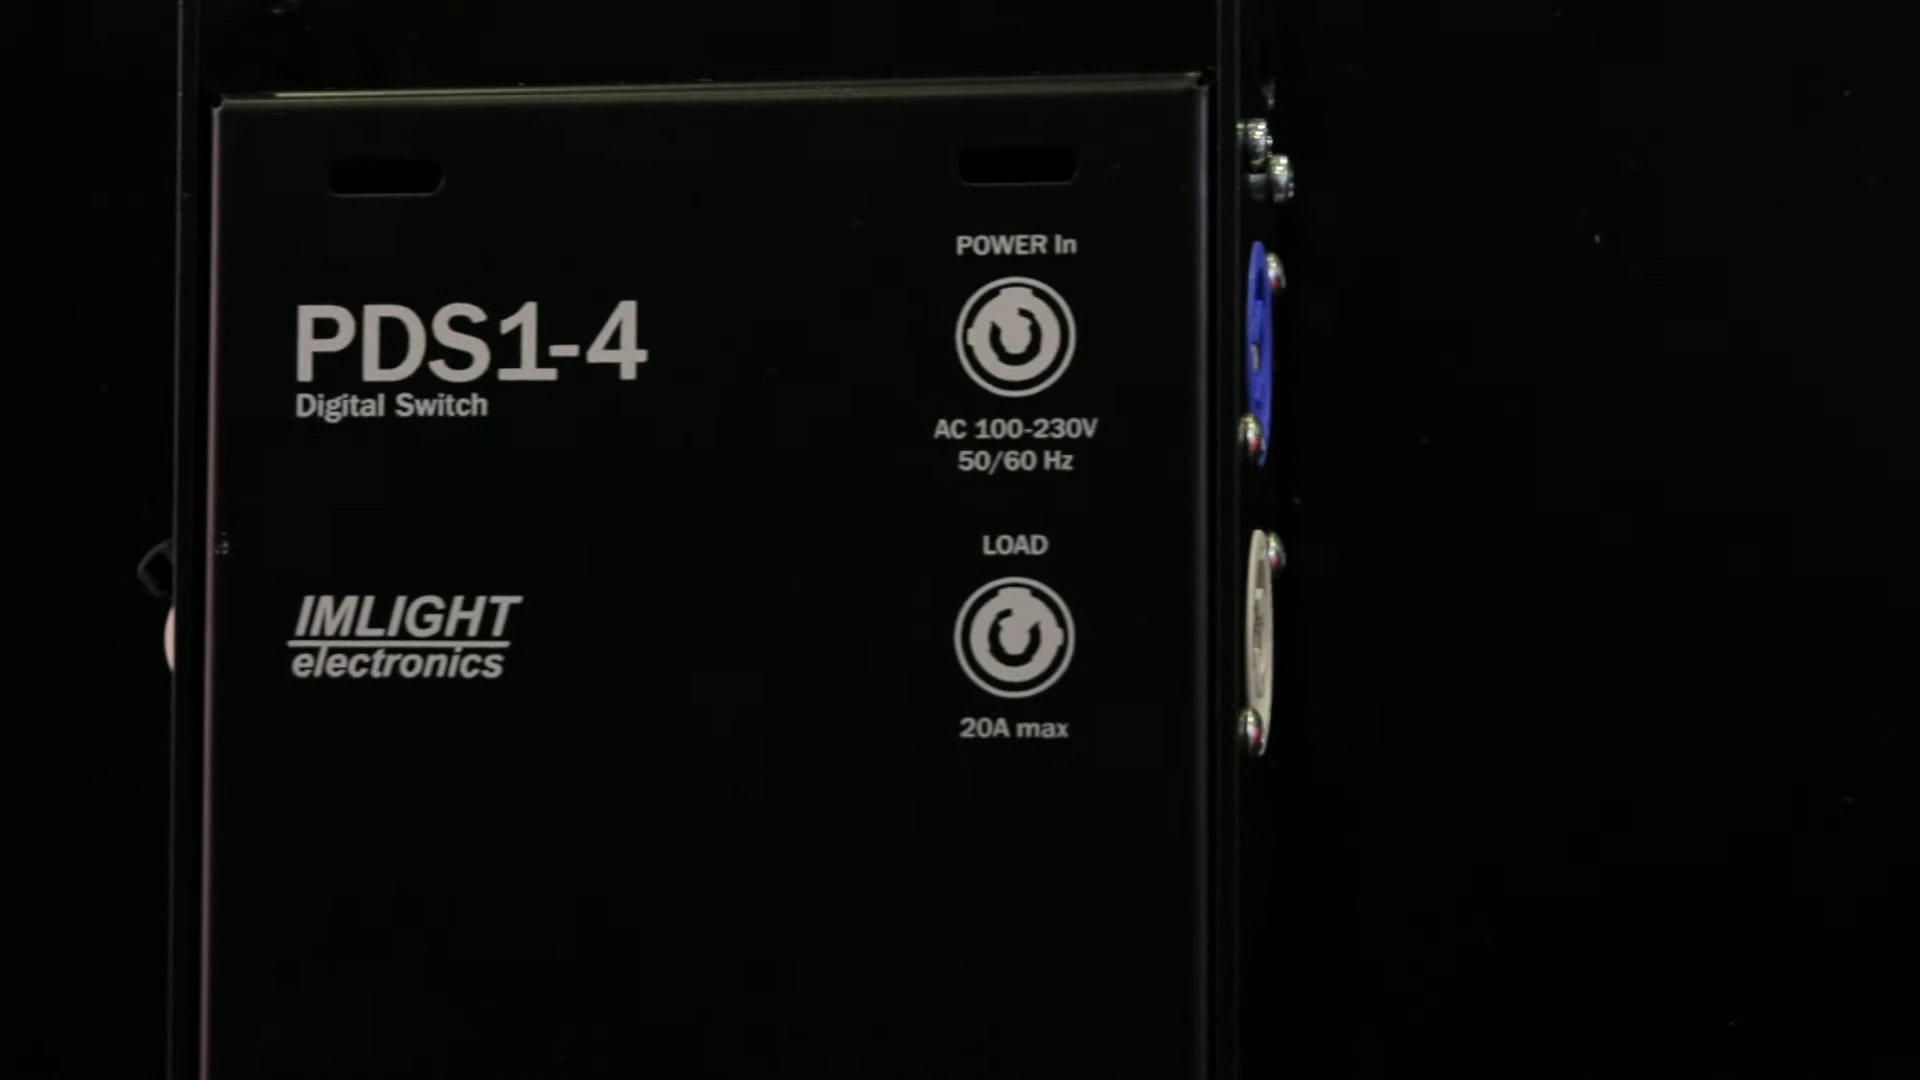 POWER In
PDS1-4
Digital Switch
AC 100-230V
50/60 Hz
LOAD
IMLIGHT
electronics
20A max